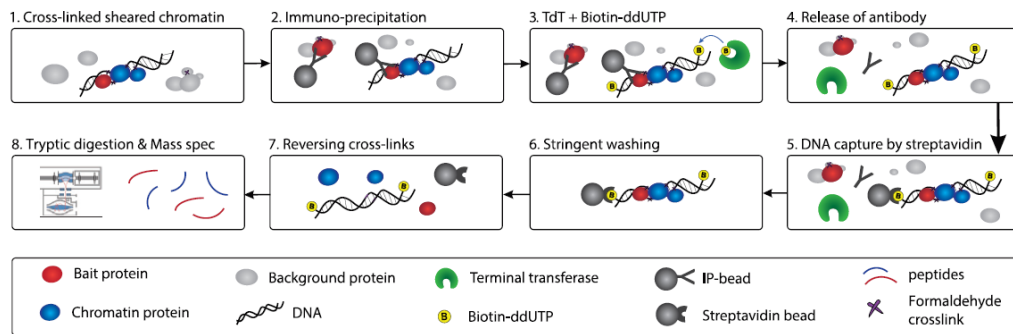 1. Cross-linked sheared chromatin
2. Immuno-precipitation
3. TdT + Biotin-ddUTP
4. Release of antibody
B
B
B
B
B
8. Tryptic digestion & Mass spec
7. Reversing cross-links
6. Stringent washing
5. DNA capture by streptavidin
B
B
B
B
B
B
Bait protein
Background protein
Terminal transferase
IP-bead
peptides
Chromatin protein
DNA
B
Biotin-ddUTP
Streptavidin bead
Formaldehyde
crosslink